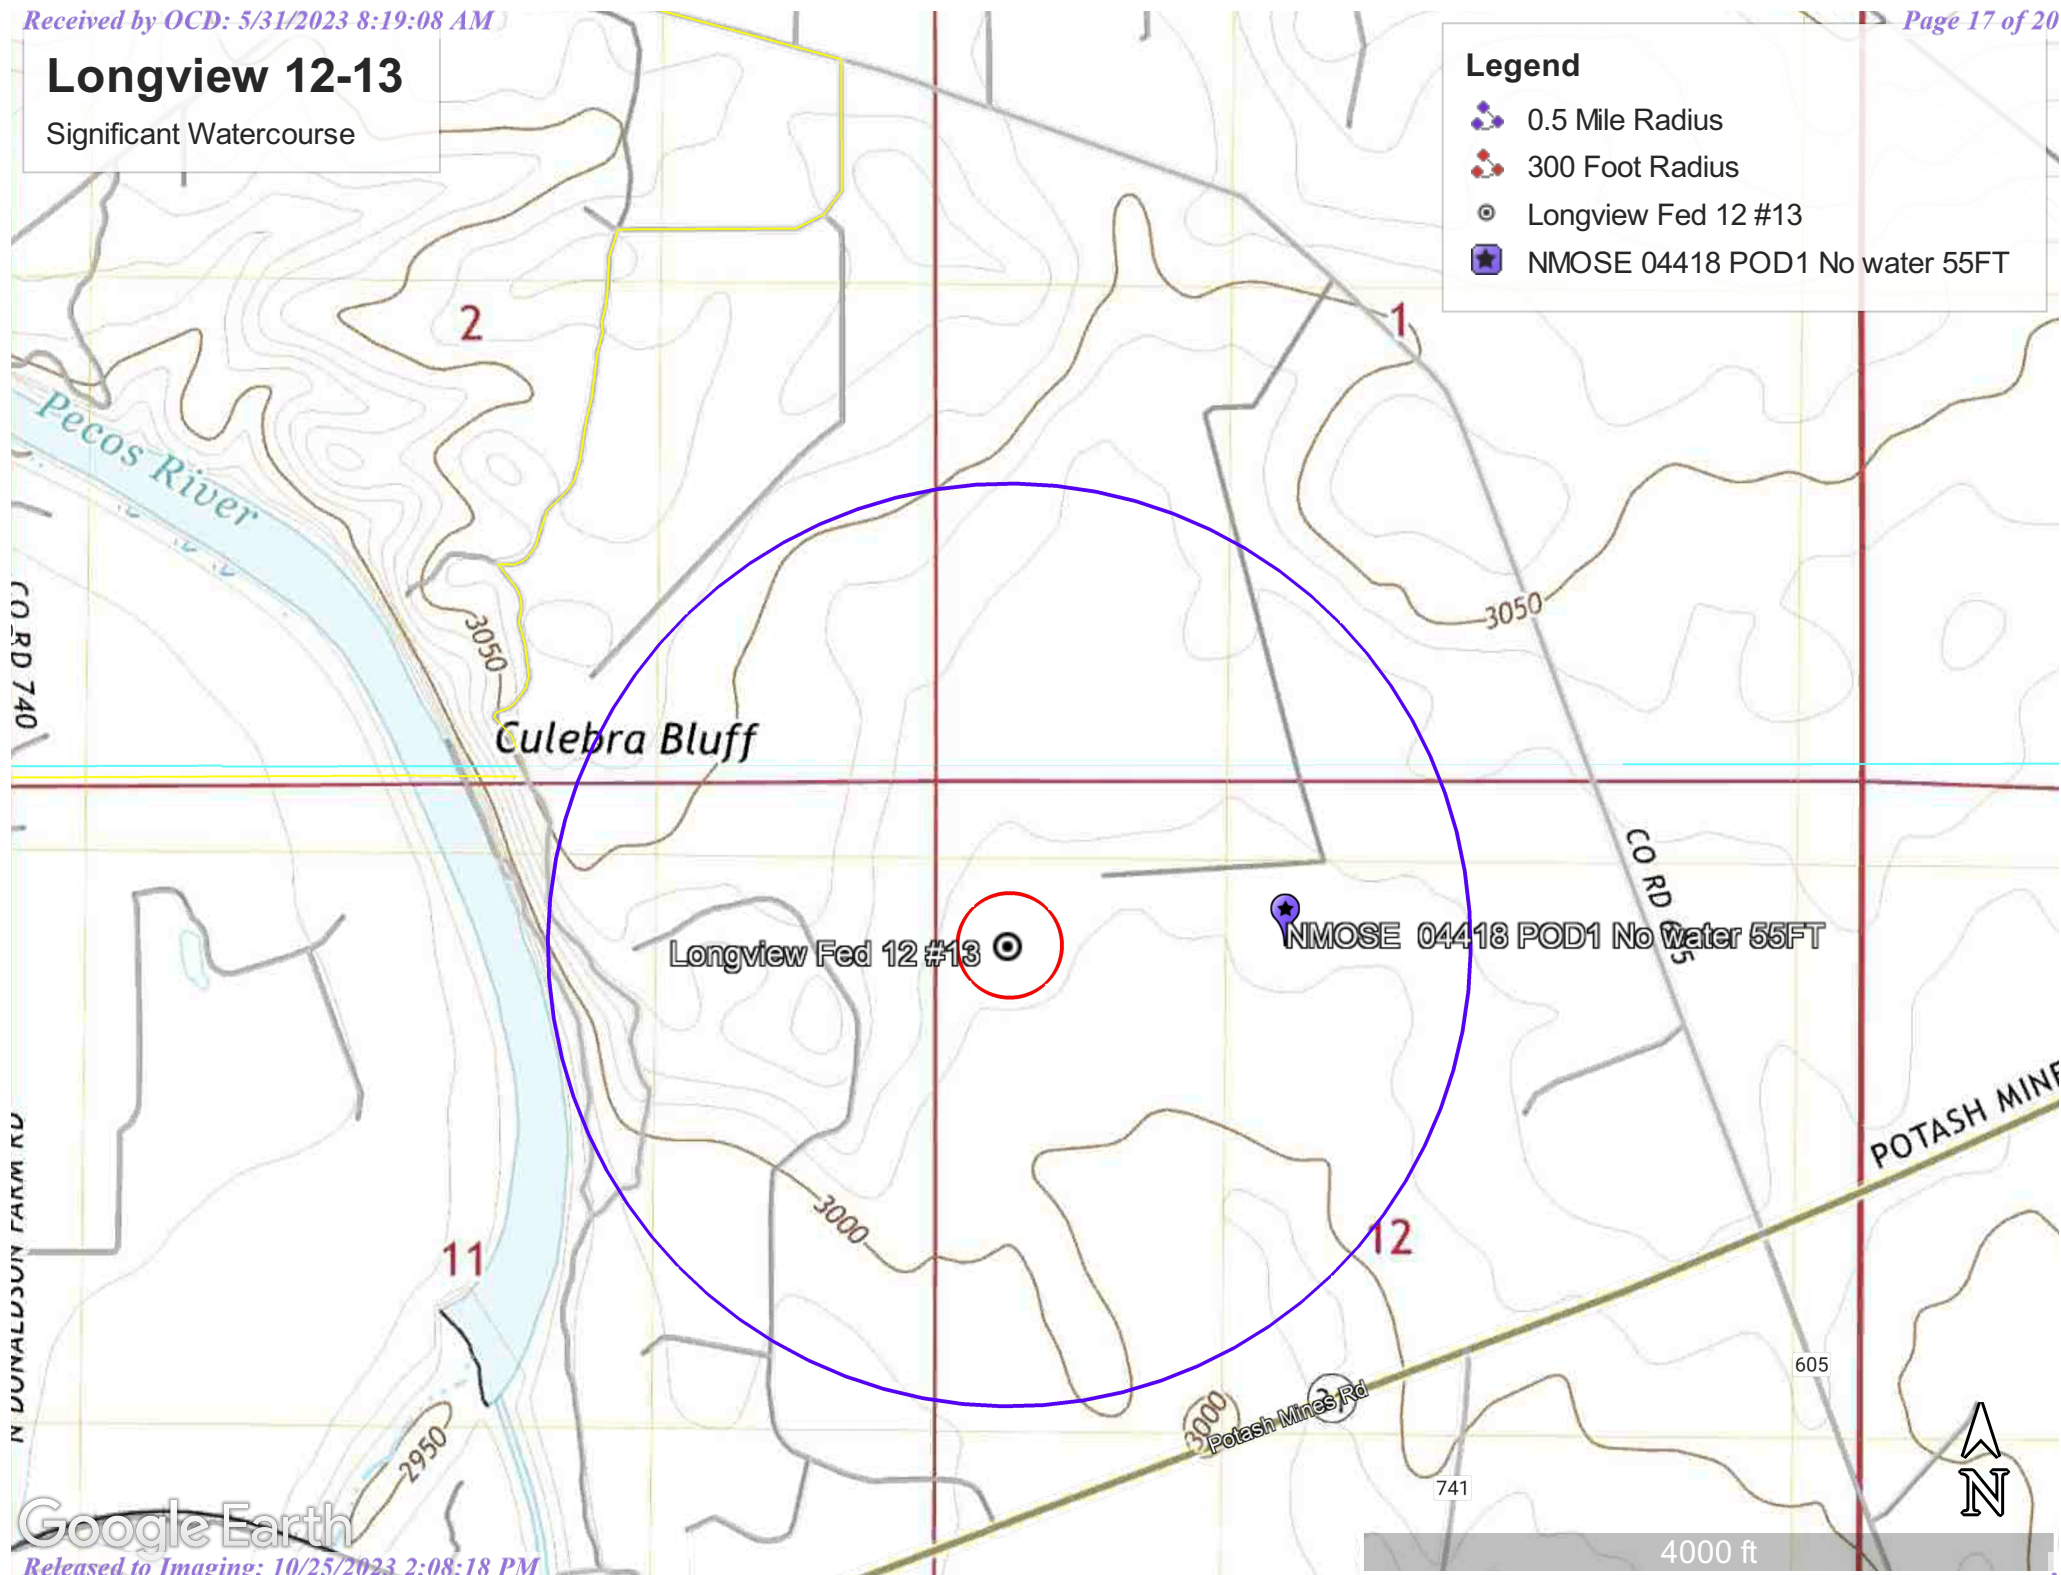 Received by OCD: 5/31/2023 8:19:08 AM
Page 17 of 20
Longview 12-13
Significant Watercourse
Legend
0.5 Mile Radius
300 Foot Radius
Longview Fed 12 #13
NMOSE 04418 POD1 No water 55FT
2
1
Pecos River
CO RD 740
3050
3050
Culebra Bluff
CO RD
Longview Fed 12 #13
NMOSE 04418 POD1 No water 55FT
POTASH MINE
N DONALDSON FARM RD
3000
11
12
605
3000
Potash Mines Rd
2950
741
N
Google Earth
4000 ft
Released to Imaging: 10/25/2023 2:08:18 PM